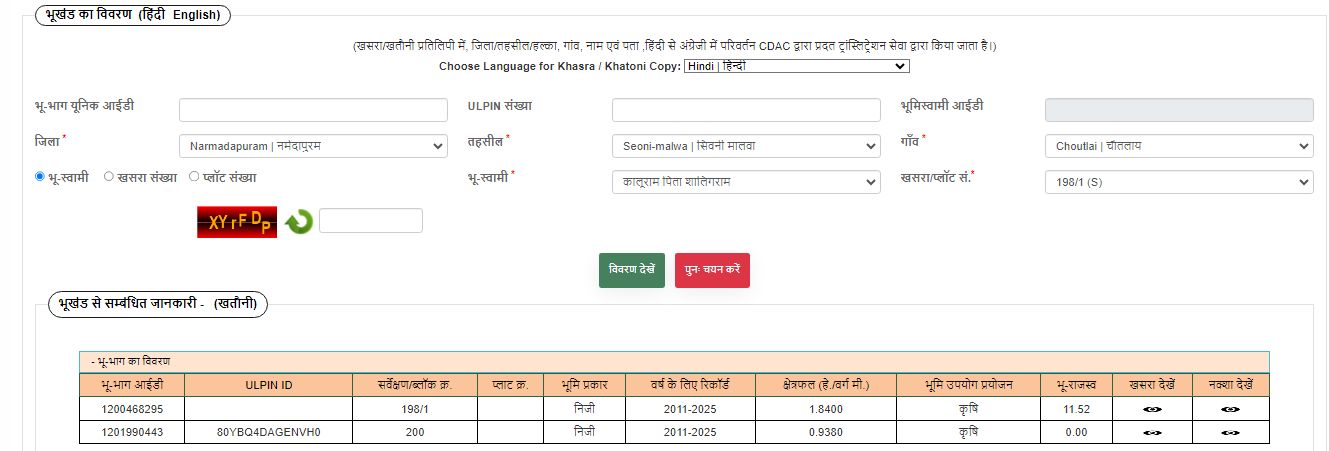 भूखंड का विवरण (हिंदी English)
(खसरा/खतौनी प्रतिलिपी में, जिला/तहसील/हल्का, गांव, नाम एवं पता ,हिंदी से अंग्रेजी में परिवर्तन CDAC द्वारा प्रदत ट्रांस्लिट्रेशन सेवा द्वारा किया जाता है।)
Choose Language for Khasra / Khatoni Copy: Hindi | हिन्दी
भू-भाग यूनिक आईडी ULPIN संख्या भूमिस्वामी आईडी
जिला * Narmadapuram | नर्मदापुरम तहसील * Seoni-malwa | सिवनी मालवा गाँव * Choutlai | चौतलाय
भू-स्वामी खसरा संख्या प्लॉट संख्या भू-स्वामी * कालूराम पिता शालिगराम खसरा/प्लॉट सं.* 198/1 (S)
XYrFDp
विवरण देखें पुनः चयन करें
भूखंड से सम्बंधित जानकारी - (खतौनी)
- भू-भाग का विवरण
भू-भाग आईडी ULPIN ID सर्वेक्षण/ब्लॉक क्र. प्लाट क्र. भूमि प्रकार वर्ष के लिए रिकॉर्ड क्षेत्रफल (हे./वर्ग मी.) भूमि उपयोग प्रयोजन भू-राजस्व खसरा देखें नक्शा देखें
1200468295 198/1 निजी 2011-2025 1.8400 कृषि 11.52
1201990443 80YBQ4DAGENVH0 200 निजी 2011-2025 0.9380 कृषि 0.00